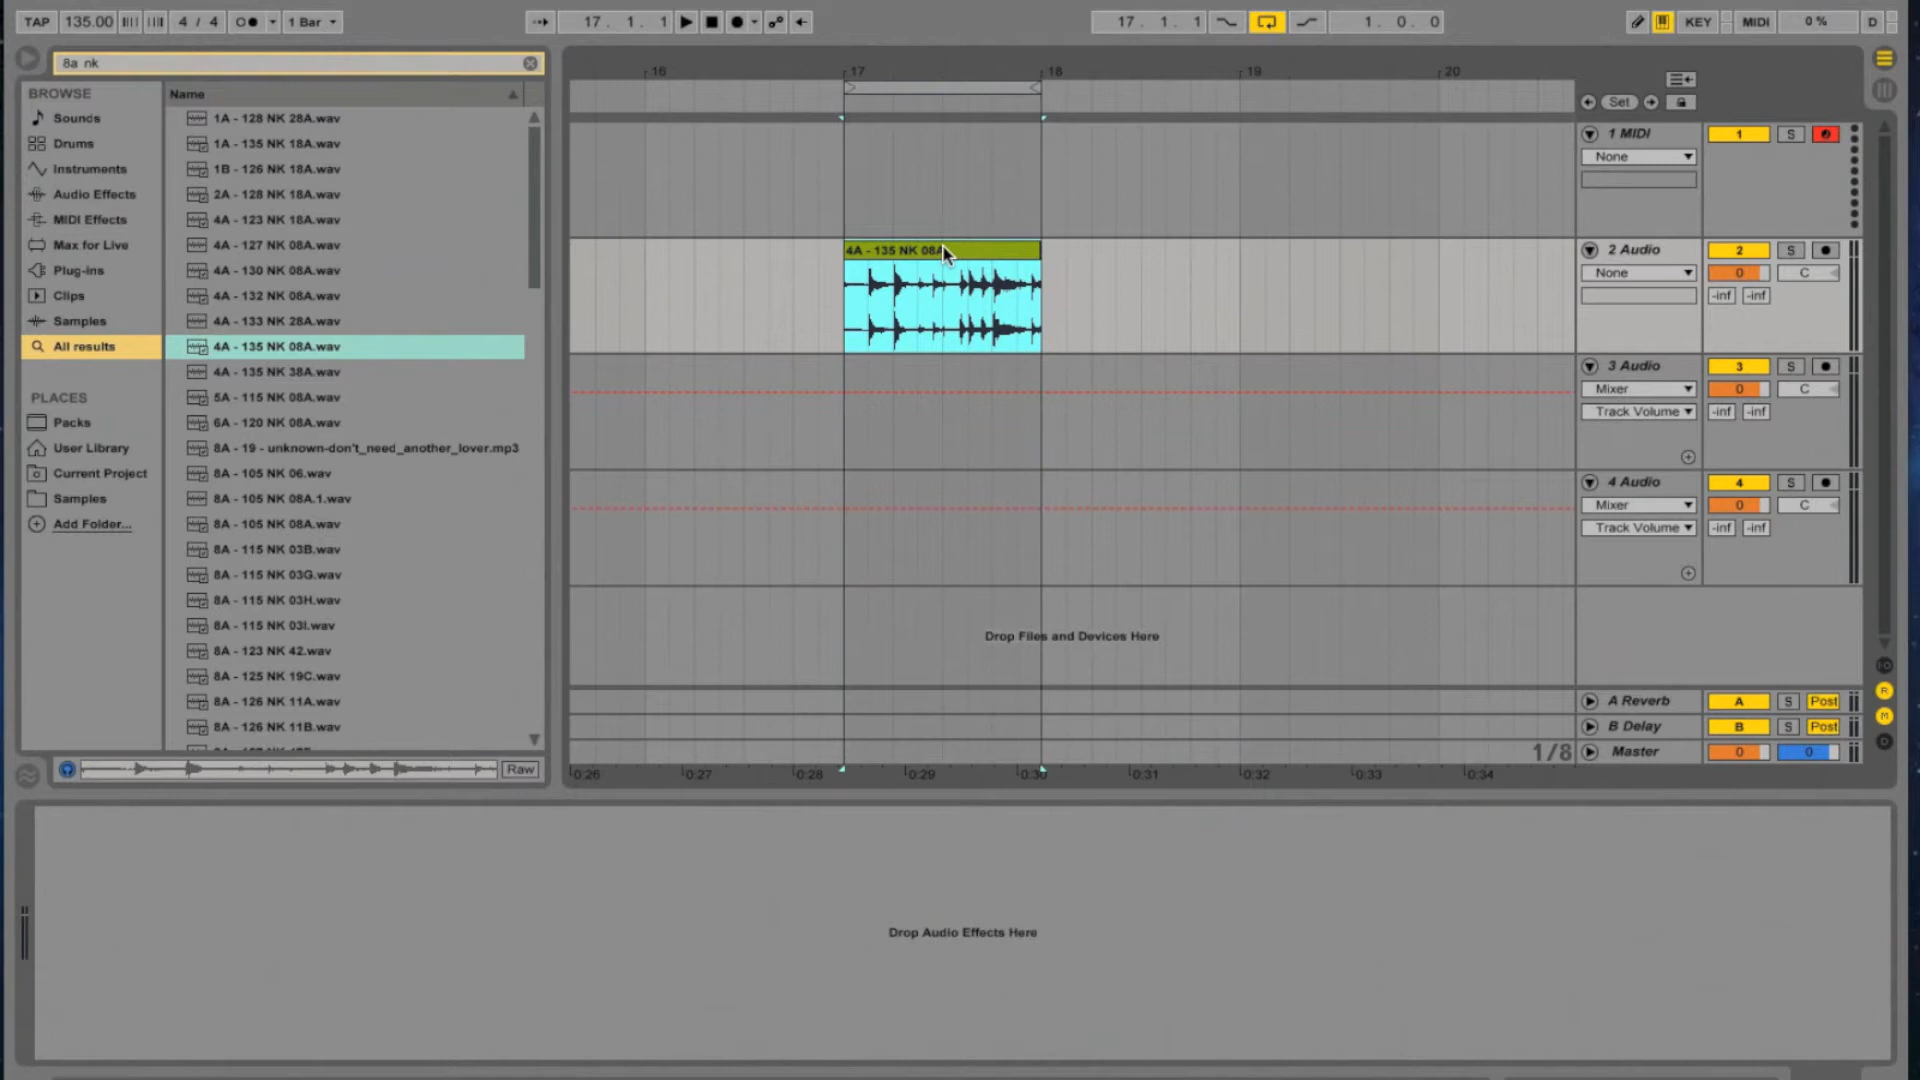 TAP 135.00 4 / 4 1 Bar 17 . 1 . 1 17 . 1 . 1 1 . 0 . 0 KEY MIDI 0 % D
8a nk
BROWSE
Sounds
Drums
Instruments
Audio Effects
MIDI Effects
Max for Live
Plug-ins
Clips
Samples
All results
PLACES
Packs
User Library
Current Project
Samples
Add Folder...
Name
1A - 128 NK 28A.wav
1A - 135 NK 18A.wav
1B - 126 NK 18A.wav
2A - 128 NK 18A.wav
4A - 123 NK 18A.wav
4A - 127 NK 08A.wav
4A - 130 NK 08A.wav
4A - 132 NK 08A.wav
4A - 133 NK 28A.wav
4A - 135 NK 08A.wav
4A - 135 NK 38A.wav
5A - 115 NK 08A.wav
6A - 120 NK 08A.wav
8A - 19 - unknown-don't_need_another_lover.mp3
8A - 105 NK 06.wav
8A - 105 NK 08A.1.wav
8A - 105 NK 08A.wav
8A - 115 NK 03B.wav
8A - 115 NK 03G.wav
8A - 115 NK 03H.wav
8A - 115 NK 03I.wav
8A - 123 NK 42.wav
8A - 125 NK 19C.wav
8A - 126 NK 11A.wav
8A - 126 NK 11B.wav
Raw
16 17 18 19 20
Set
4A - 135 NK 08A
1 MIDI 1 S
None
2 Audio 2 S
None 0 C
-inf -inf
3 Audio 3 S
Mixer 0 C
Track Volume -inf -inf
4 Audio 4 S
Mixer 0 C
Track Volume -inf -inf
Drop Files and Devices Here
A Reverb A S Post
B Delay B S Post
1/8 Master 0 0
0:26 0:27 0:28 0:29 0:30 0:31 0:32 0:33 0:34
R
M
D
Drop Audio Effects Here